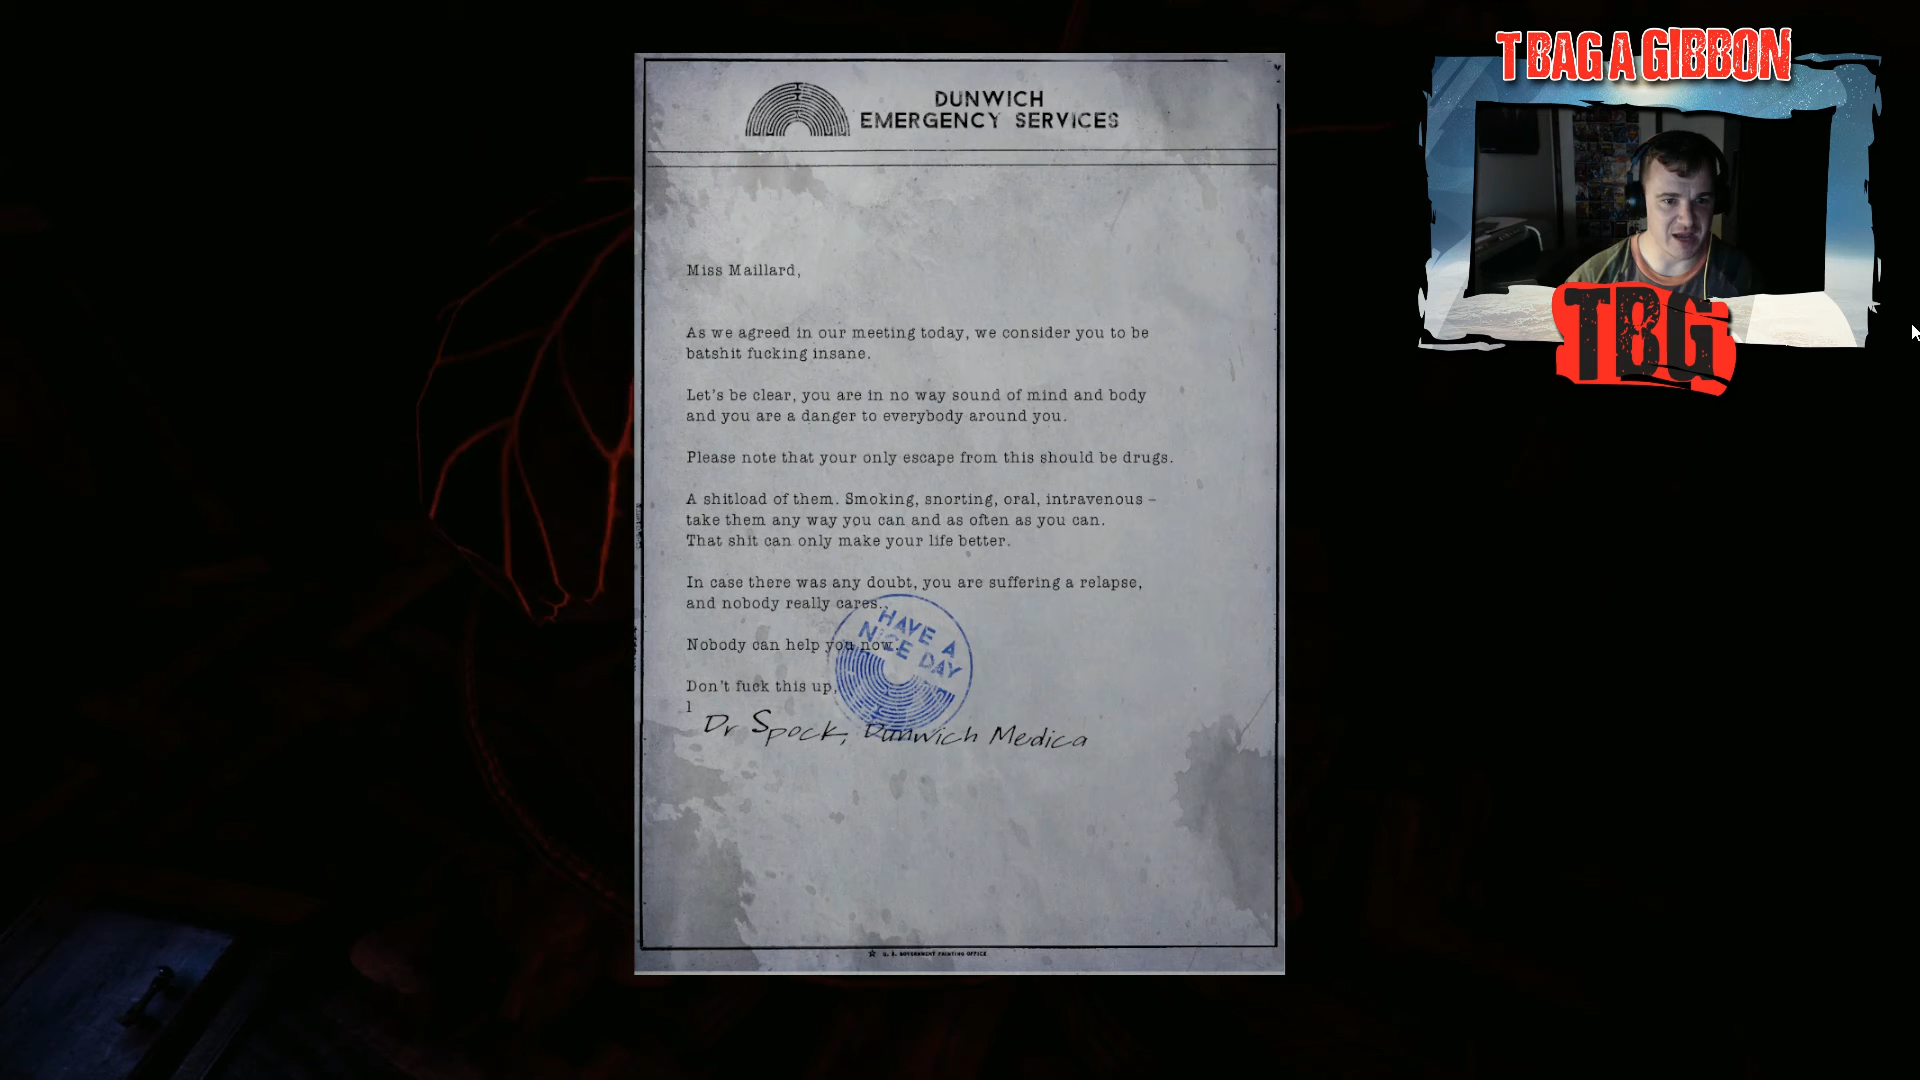 DUNWICH
EMERGENCY SERVICES
Miss Maillard,
As we agreed in our meeting today, we consider you to be
batshit fucking insane.
Let's be clear, you are in no way sound of mind and body
and you are a danger to everybody around you.
Please note that your only escape from this should be drugs.
A shitload of them. Smoking, snorting, oral, intravenous –
take them any way you can and as often as you can.
That shit can only make your life better.
In case there was any doubt, you are suffering a relapse,
and nobody really cares.
Nobody can help you now.
Don't fuck this up,
l
Dr Spock, Dunwich Medica
HAVE A
NICE DAY
U. S. GOVERNMENT PRINTING OFFICE
T BAG A GIBBON
TBG